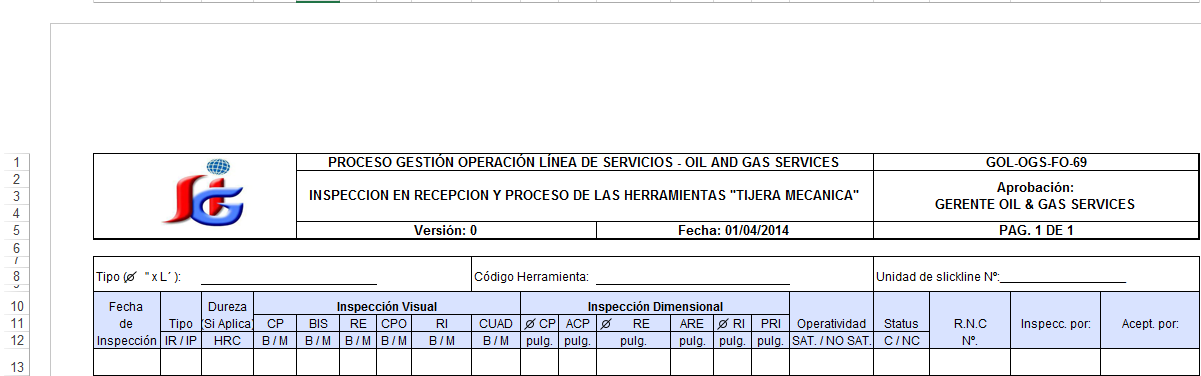 PROCESO GESTIÓN OPERACIÓN LÍNEA DE SERVICIOS - OIL AND GAS SERVICES
GOL-OGS-FO-69
INSPECCION EN RECEPCION Y PROCESO DE LAS HERRAMIENTAS "TIJERA MECANICA"
Aprobación:
GERENTE OIL & GAS SERVICES
Versión: 0
Fecha: 01/04/2014
PAG. 1 DE 1
Tipo (∅ " x L´ ):
Código Herramienta:
Unidad de slickline Nº:
Fecha
de
Inspección
Tipo
IR / IP
Dureza
(Si Aplica)
HRC
Inspección Visual
CP
BIS
RE
CPO
RI
CUAD
B / M
B / M
B / M
B / M
B / M
B / M
Inspección Dimensional
∅ CP
ACP
∅ RE
ARE
∅ RI
PRI
pulg.
pulg.
pulg.
pulg.
pulg.
pulg.
Operatividad
SAT. / NO SAT.
Status
C / NC
R.N.C
Nº.
Inspecc. por:
Acept. por:
1
2
3
4
5
6
7
8
9
10
11
12
13